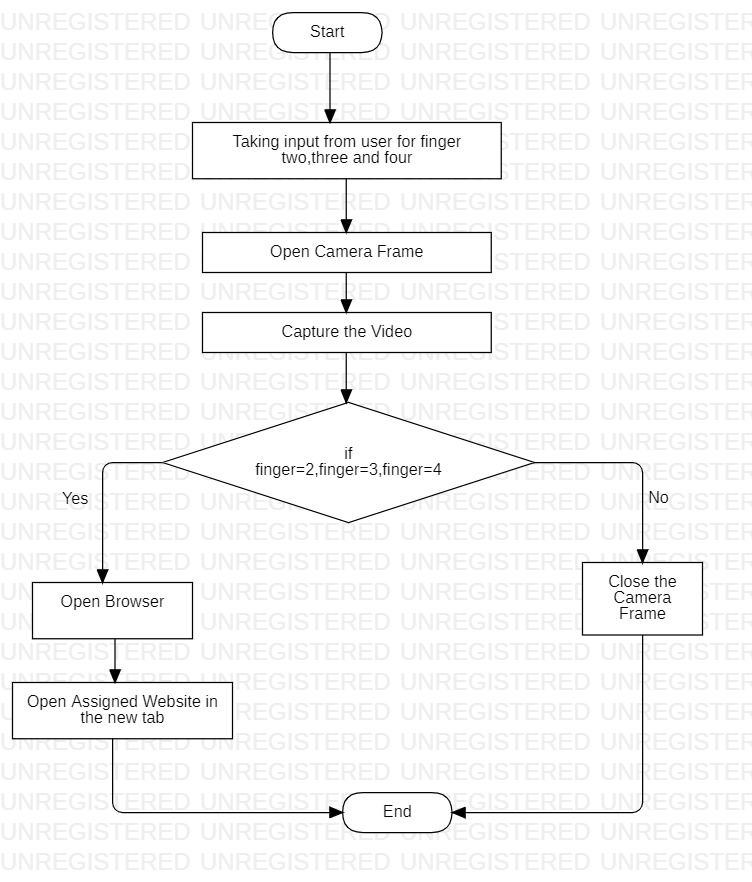 Start
Taking input from user for finger
two,three and four
Open Camera Frame
Capture the Video
if
finger=2,finger=3,finger=4
Yes
No
Open Browser
Close the
Camera
Frame
Open Assigned Website in
the new tab
End
UNREGISTERED